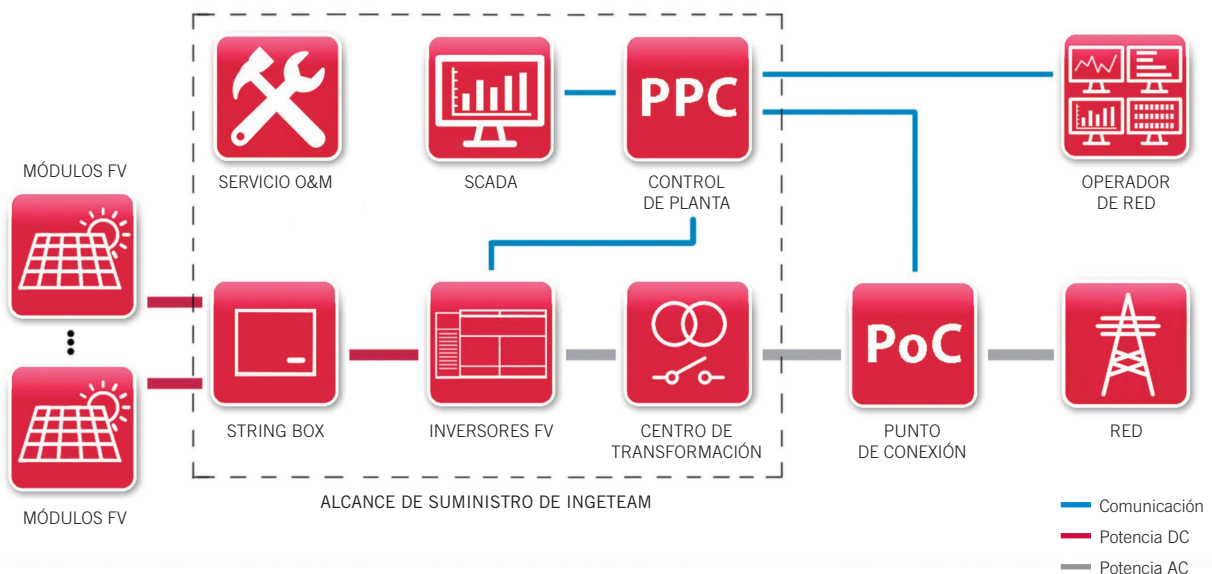 PPC
MÓDULOS FV
SERVICIO O&M
SCADA
CONTROL
DE PLANTA
OPERADOR
DE RED
PoC
STRING BOX
INVERSORES FV
CENTRO DE
TRANSFORMACIÓN
PUNTO
DE CONEXIÓN
RED
MÓDULOS FV
ALCANCE DE SUMINISTRO DE INGETEAM
Comunicación
Potencia DC
Potencia AC